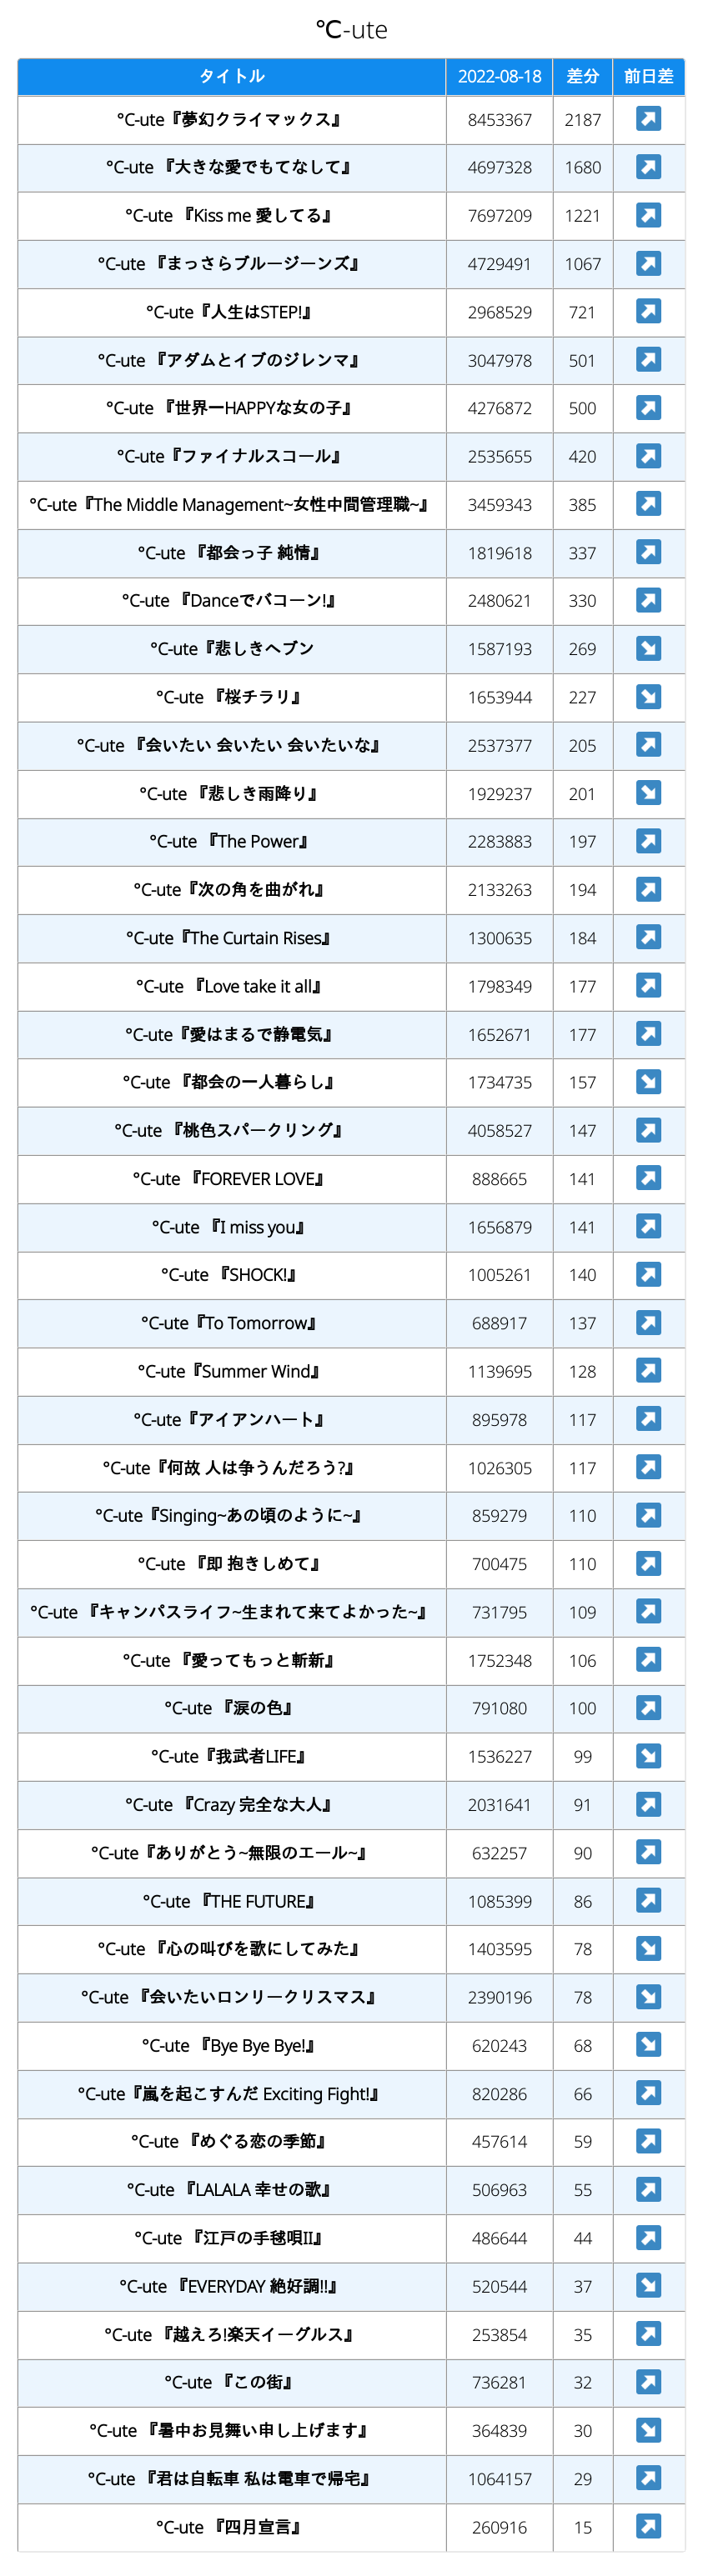 ℃-ute
タイトル 2022-08-18 差分 前日差
°C-ute『夢幻クライマックス』 8453367 2187 ↗
°C-ute 『大きな愛でもてなして』 4697328 1680 ↗
°C-ute 『Kiss me 愛してる』 7697209 1221 ↗
°C-ute 『まっさらブルージーンズ』 4729491 1067 ↗
°C-ute『人生はSTEP!』 2968529 721 ↗
°C-ute 『アダムとイブのジレンマ』 3047978 501 ↗
°C-ute 『世界一HAPPYな女の子』 4276872 500 ↗
°C-ute『ファイナルスコール』 2535655 420 ↗
°C-ute『The Middle Management~女性中間管理職~』 3459343 385 ↗
°C-ute 『都会っ子 純情』 1819618 337 ↗
°C-ute 『Danceでバコーン!』 2480621 330 ↗
°C-ute『悲しきヘブン 1587193 269 ↘
°C-ute 『桜チラリ』 1653944 227 ↘
°C-ute 『会いたい 会いたい 会いたいな』 2537377 205 ↗
°C-ute 『悲しき雨降り』 1929237 201 ↘
°C-ute 『The Power』 2283883 197 ↗
°C-ute『次の角を曲がれ』 2133263 194 ↗
°C-ute『The Curtain Rises』 1300635 184 ↗
°C-ute 『Love take it all』 1798349 177 ↗
°C-ute『愛はまるで静電気』 1652671 177 ↗
°C-ute 『都会の一人暮らし』 1734735 157 ↘
°C-ute 『桃色スパークリング』 4058527 147 ↗
°C-ute 『FOREVER LOVE』 888665 141 ↗
°C-ute 『I miss you』 1656879 141 ↗
°C-ute 『SHOCK!』 1005261 140 ↗
°C-ute『To Tomorrow』 688917 137 ↗
°C-ute『Summer Wind』 1139695 128 ↗
°C-ute『アイアンハート』 895978 117 ↗
°C-ute『何故 人は争うんだろう?』 1026305 117 ↗
°C-ute『Singing~あの頃のように~』 859279 110 ↗
°C-ute 『即 抱きしめて』 700475 110 ↗
°C-ute 『キャンパスライフ~生まれて来てよかった~』 731795 109 ↗
°C-ute 『愛ってもっと斬新』 1752348 106 ↗
°C-ute 『涙の色』 791080 100 ↗
°C-ute『我武者LIFE』 1536227 99 ↘
°C-ute 『Crazy 完全な大人』 2031641 91 ↗
°C-ute『ありがとう~無限のエール~』 632257 90 ↗
°C-ute 『THE FUTURE』 1085399 86 ↗
°C-ute 『心の叫びを歌にしてみた』 1403595 78 ↘
°C-ute 『会いたいロンリークリスマス』 2390196 78 ↘
°C-ute 『Bye Bye Bye!』 620243 68 ↘
°C-ute『嵐を起こすんだ Exciting Fight!』 820286 66 ↗
°C-ute 『めぐる恋の季節』 457614 59 ↗
°C-ute 『LALALA 幸せの歌』 506963 55 ↗
°C-ute 『江戸の手毬唄II』 486644 44 ↗
°C-ute 『EVERYDAY 絶好調!!』 520544 37 ↘
°C-ute 『越えろ!楽天イーグルス』 253854 35 ↗
°C-ute 『この街』 736281 32 ↗
°C-ute 『暑中お見舞い申し上げます』 364839 30 ↘
°C-ute 『君は自転車 私は電車で帰宅』 1064157 29 ↗
°C-ute 『四月宣言』 260916 15 ↗